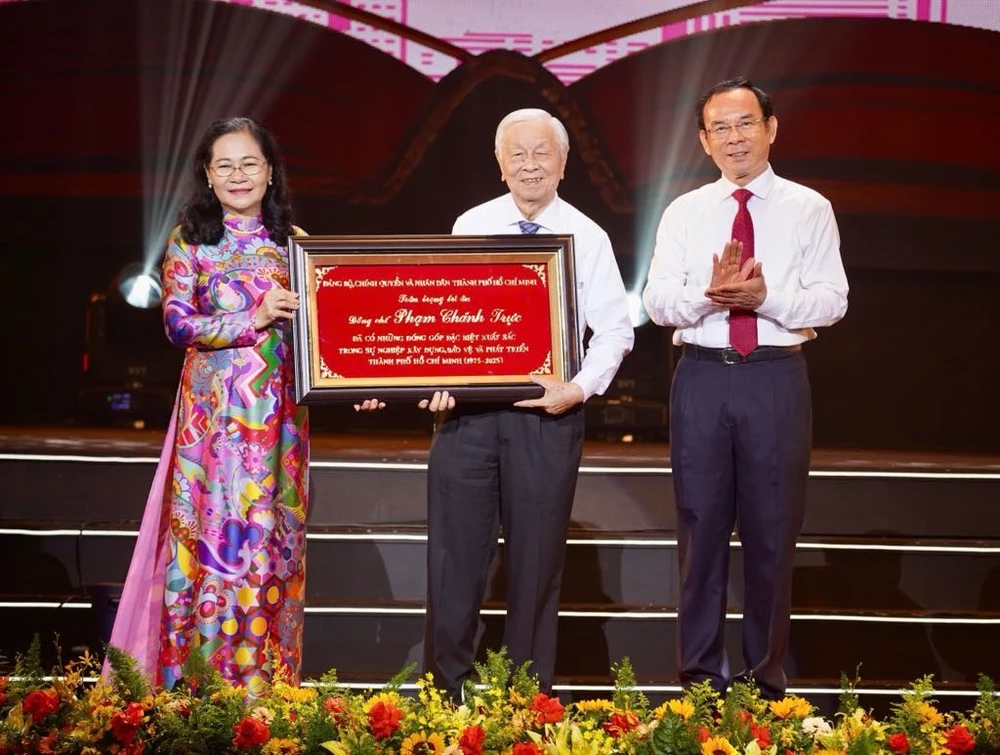 ĐẢNG BỘ, CHÍNH QUYỀN VÀ NHÂN DÂN THÀNH PHỐ HỒ CHÍ MINH
Trân trọng tri ân
Đồng chí Phạm Chánh Trực
ĐÃ CÓ NHỮNG ĐÓNG GÓP ĐẶC BIỆT XUẤT SẮC
TRONG SỰ NGHIỆP XÂY DỰNG, BẢO VỆ VÀ PHÁT TRIỂN
THÀNH PHỐ HỒ CHÍ MINH (1975-2025)